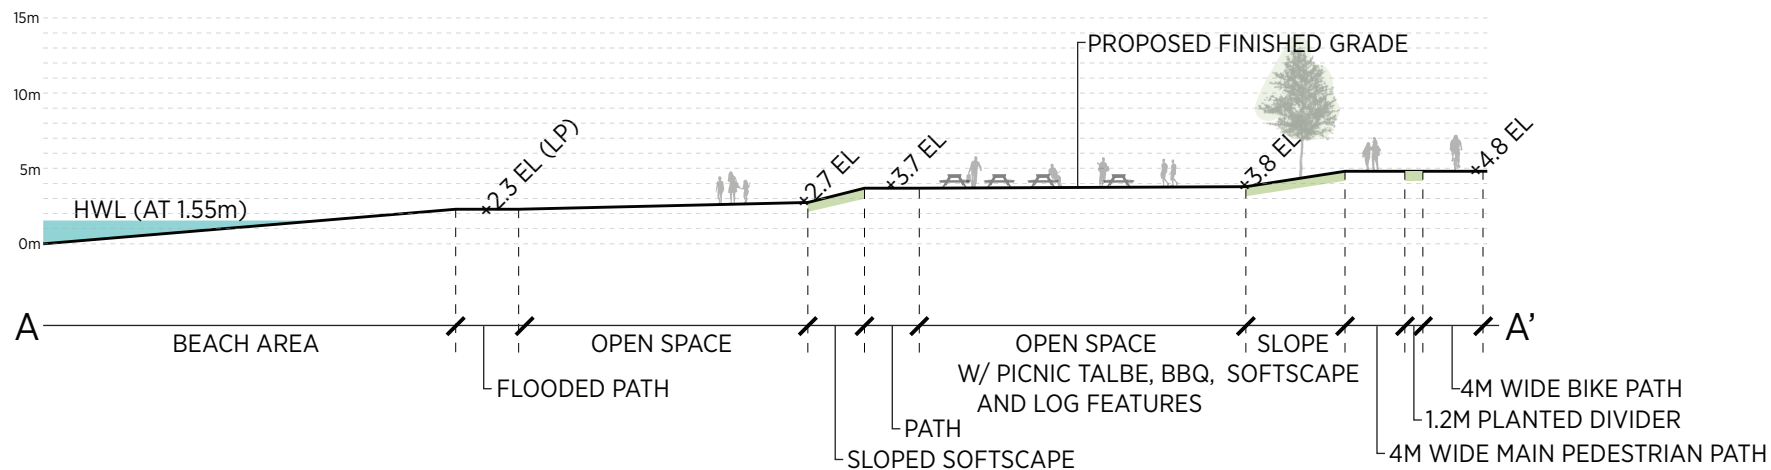 15m
10m
5m
0m
PROPOSED FINISHED GRADE
HWL (AT 1.55m)
2.3 EL (LP)
2.7 EL
+3.7 EL
3.8 EL
4.8 EL
A
A’
BEACH AREA
OPEN SPACE
OPEN SPACE
W/ PICNIC TALBE, BBQ,
AND LOG FEATURES
SLOPE
SOFTSCAPE
FLOODED PATH
PATH
SLOPED SOFTSCAPE
4M WIDE BIKE PATH
1.2M PLANTED DIVIDER
4M WIDE MAIN PEDESTRIAN PATH